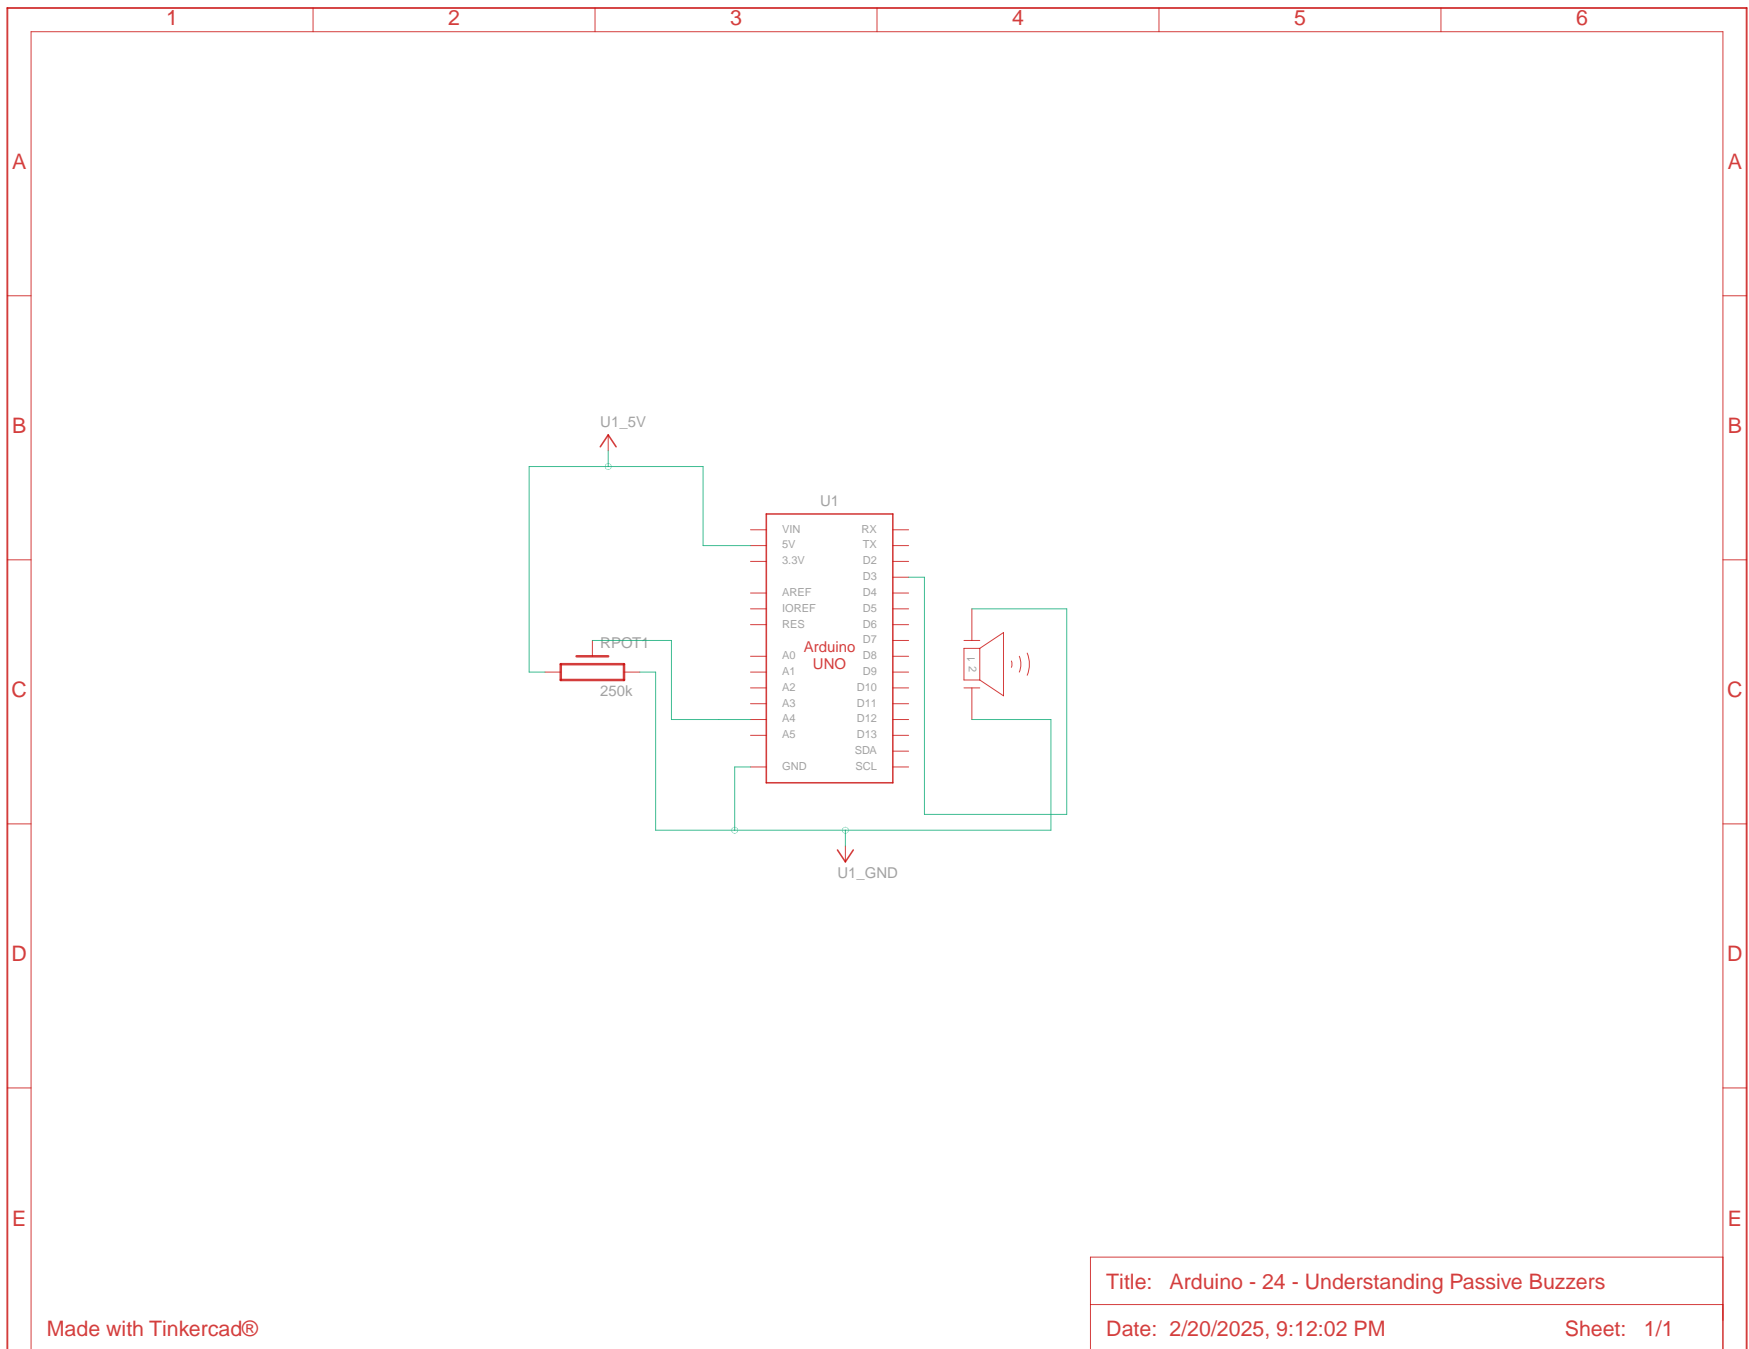 1 2 3 4 5 6
A A
B B
U1_5V
U1
VIN RX
5V TX
3.3V D2
D3
AREF D4
IOREF D5
RES D6
D7
RPOT1
Arduino
UNO
A0 D8
A1 D9
A2 D10
A3 D11
A4 D12
A5 D13
SDA
GND SCL
250k
1 2
C C
U1_GND
D D
E E
Title: Arduino - 24 - Understanding Passive Buzzers
Made with Tinkercad®
Date: 2/20/2025, 9:12:02 PM Sheet: 1/1